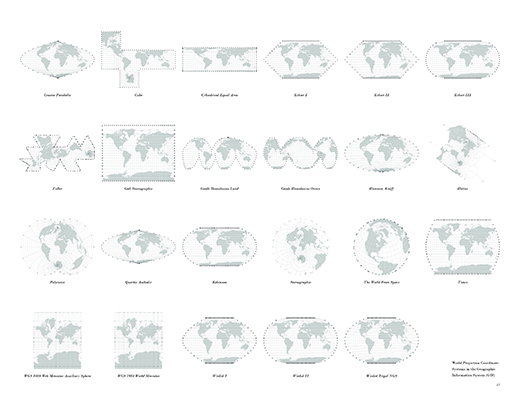 Craster Parabolic
Cube
Cylindrical Equal Area
Eckert I
Eckert II
Eckert III
Fuller
Gall Stereographic
Goode Homolosine Land
Goode Homolosine Ocean
Hammer Aitoff
Hotine
Polyconic
Quartic Authalic
Robinson
Stereographic
The World From Space
Times
WGS 1984 Web Mercator Auxiliary Sphere
WGS 1984 World Mercator
Winkel I
Winkel II
Winkel Tripel NGS
World Projections Coordinate
Systems in the Geographic
Information System (GIS).